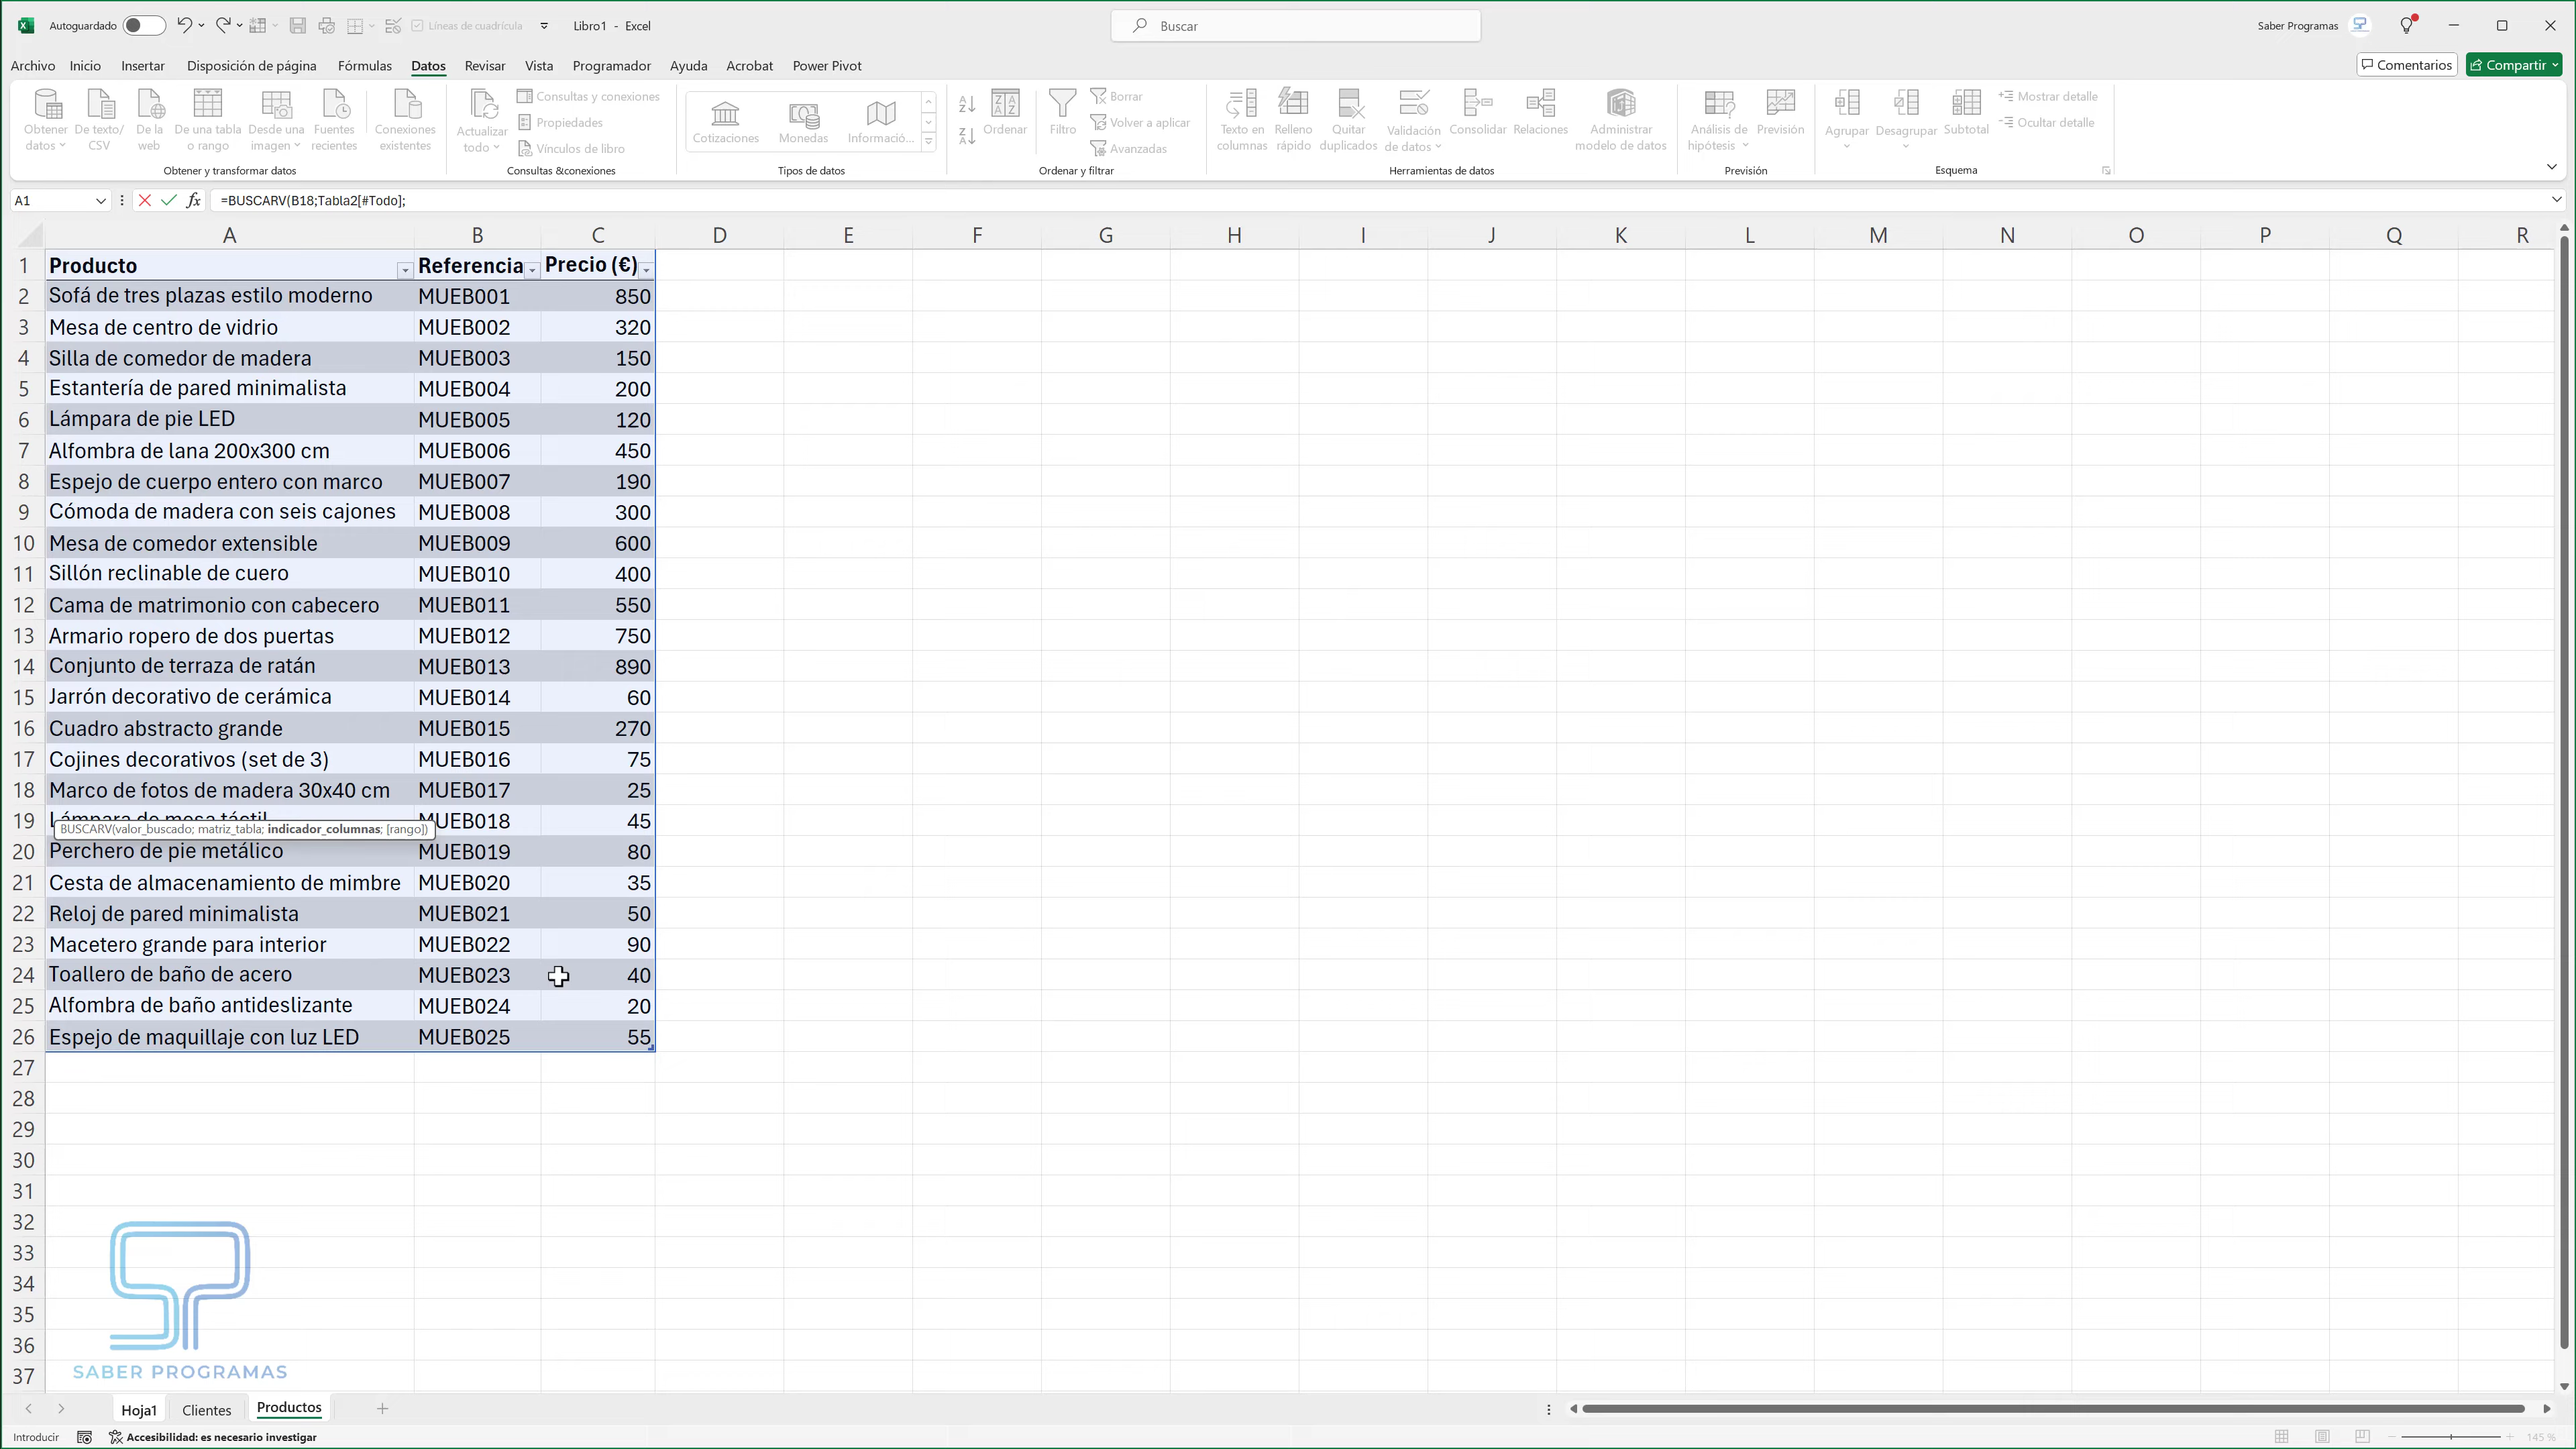 Autoguardado
Líneas de cuadrícula
Libro1 - Excel
Buscar
Saber Programas
Archivo Inicio Insertar Disposición de página Fórmulas Datos Revisar Vista Programador Ayuda Acrobat Power Pivot
Comentarios Compartir
Obtener datos
De texto/ CSV
De la web
De una tabla o rango
Desde una imagen
Fuentes recientes
Conexiones existentes
Obtener y transformar datos
Actualizar todo
Consultas y conexiones
Propiedades
Vínculos de libro
Consultas &conexiones
Cotizaciones Monedas Informació...
Tipos de datos
Ordenar
Filtro
Borrar
Volver a aplicar
Avanzadas
Ordenar y filtrar
Texto en columnas
Relleno rápido
Quitar duplicados
Validación de datos
Consolidar
Relaciones
Administrar modelo de datos
Herramientas de datos
Análisis de hipótesis
Previsión
Previsión
Agrupar
Desagrupar
Subtotal
Mostrar detalle
Ocultar detalle
Esquema
A1 fx =BUSCARV(B18;Tabla2[#Todo];
A B C D E F G H I J K L M N O P Q R
1 Producto Referencia Precio (€)
2 Sofá de tres plazas estilo moderno MUEB001 850
3 Mesa de centro de vidrio MUEB002 320
4 Silla de comedor de madera MUEB003 150
5 Estantería de pared minimalista MUEB004 200
6 Lámpara de pie LED MUEB005 120
7 Alfombra de lana 200x300 cm MUEB006 450
8 Espejo de cuerpo entero con marco MUEB007 190
9 Cómoda de madera con seis cajones MUEB008 300
10 Mesa de comedor extensible MUEB009 600
11 Sillón reclinable de cuero MUEB010 400
12 Cama de matrimonio con cabecero MUEB011 550
13 Armario ropero de dos puertas MUEB012 750
14 Conjunto de terraza de ratán MUEB013 890
15 Jarrón decorativo de cerámica MUEB014 60
16 Cuadro abstracto grande MUEB015 270
17 Cojines decorativos (set de 3) MUEB016 75
18 Marco de fotos de madera 30x40 cm MUEB017 25
19 Lámpara de mesa táctil MUEB018 45
BUSCARV(valor_buscado; matriz_tabla; indicador_columnas; [rango])
20 Perchero de pie metálico MUEB019 80
21 Cesta de almacenamiento de mimbre MUEB020 35
22 Reloj de pared minimalista MUEB021 50
23 Macetero grande para interior MUEB022 90
24 Toallero de baño de acero MUEB023 40
25 Alfombra de baño antideslizante MUEB024 20
26 Espejo de maquillaje con luz LED MUEB025 55
27
28
29
30
31
32
33
34
35
36
37
SABER PROGRAMAS
Hoja1 Clientes Productos
Introducir Accesibilidad: es necesario investigar 145 %